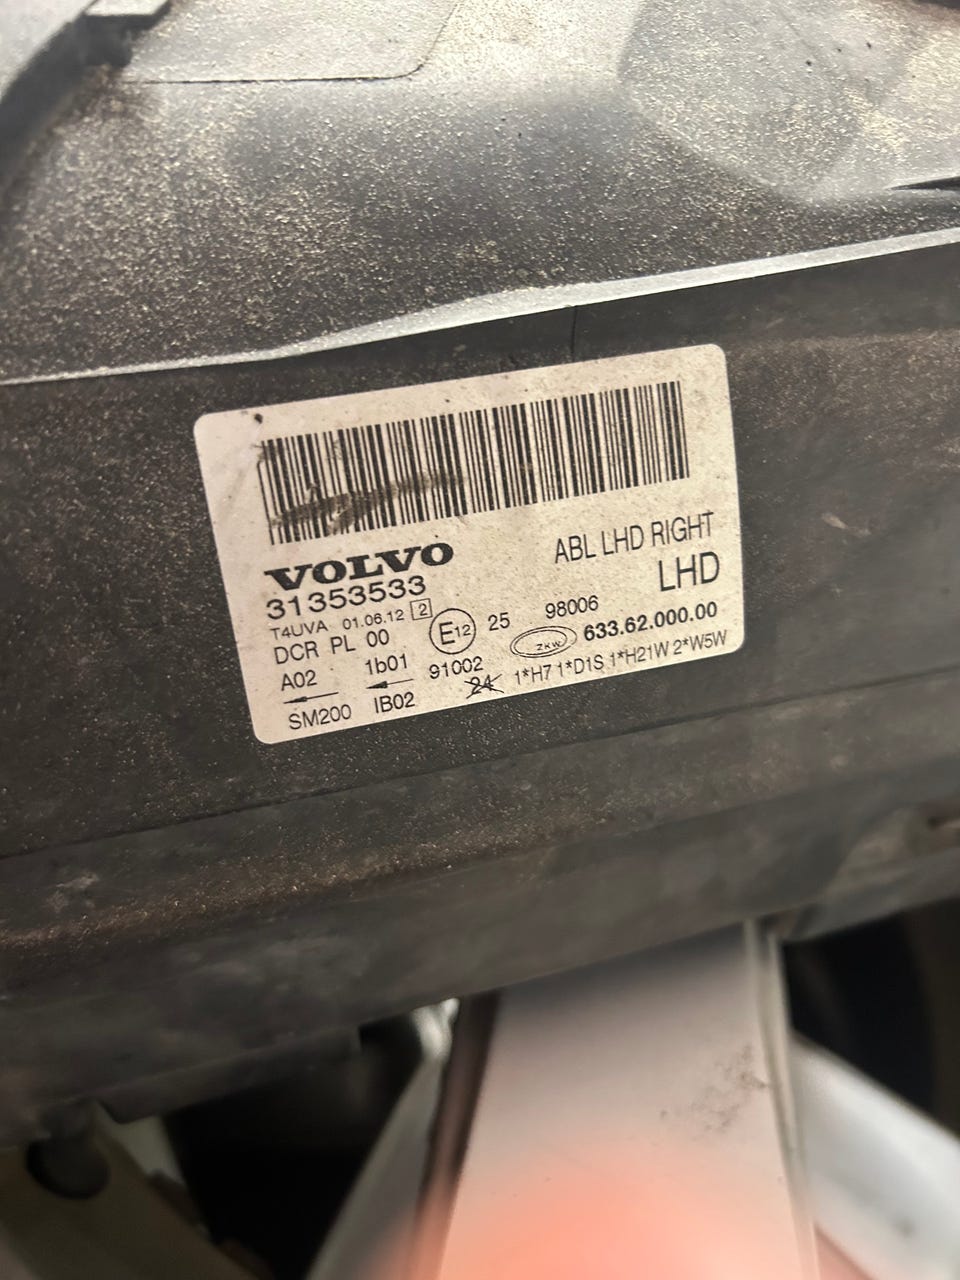 VOLVO
31353533
ABL LHD RIGHT
LHD
T4UVA 01.06.12 2
DCR PL 00
E12 25 98006
ZKW 633.62.000.00
A02 1b01 91002
24 1*H7 1*D1S 1*H21W 2*W5W
SM200 IB02